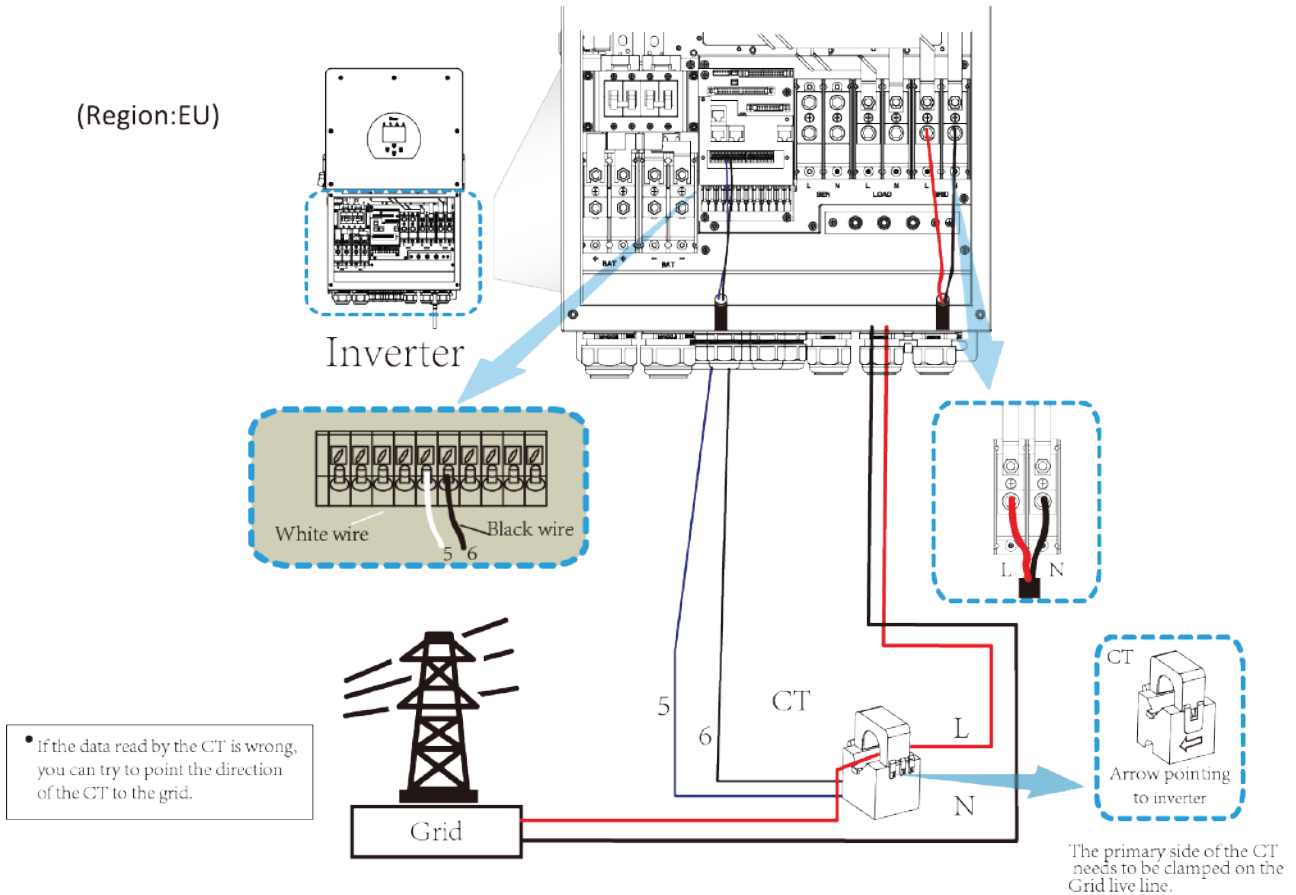 (Region:EU)
Inverter
L N L N L N
GEN LOAD GRID
+ + - -
BAT BAT
White wire
Black wire
5 6
L N
5
6
CT
L
N
CT
Arrow pointing
to inverter
• If the data read by the CT is wrong,
you can try to point the direction
of the CT to the grid.
Grid
The primary side of the CT
needs to be clamped on the
Grid live line.